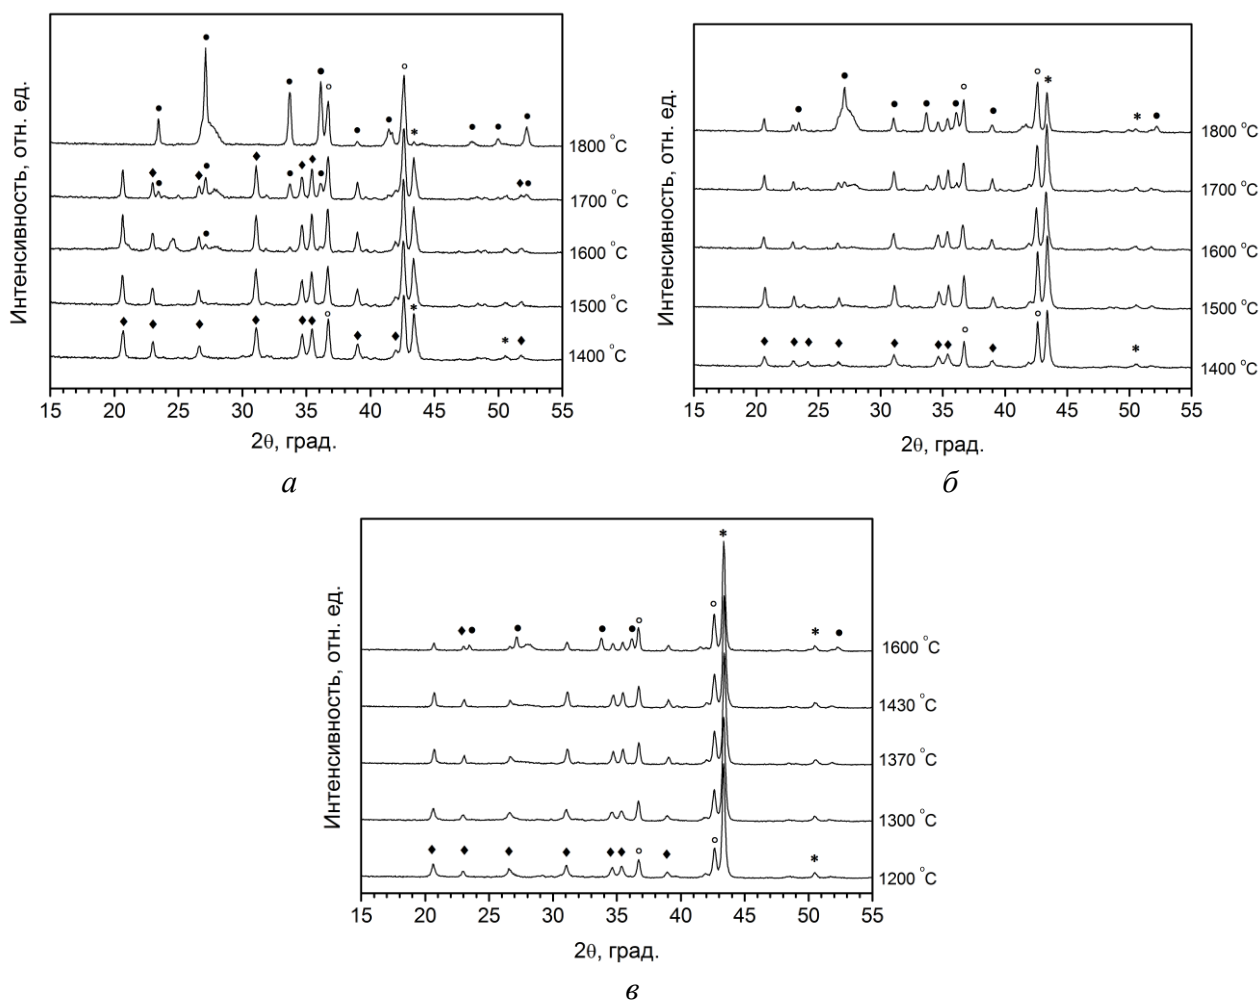 Интенсивность, отн. ед.
1800 °C
1700 °C
1600 °C
1500 °C
1400 °C
15 20 25 30 35 40 45 50 55
2θ, град.
а
Интенсивность, отн. ед.
1800 °C
1700 °C
1600 °C
1500 °C
1400 °C
15 20 25 30 35 40 45 50 55
2θ, град.
б
Интенсивность, отн. ед.
1600 °C
1430 °C
1370 °C
1300 °C
1200 °C
15 20 25 30 35 40 45 50 55
2θ, град.
в